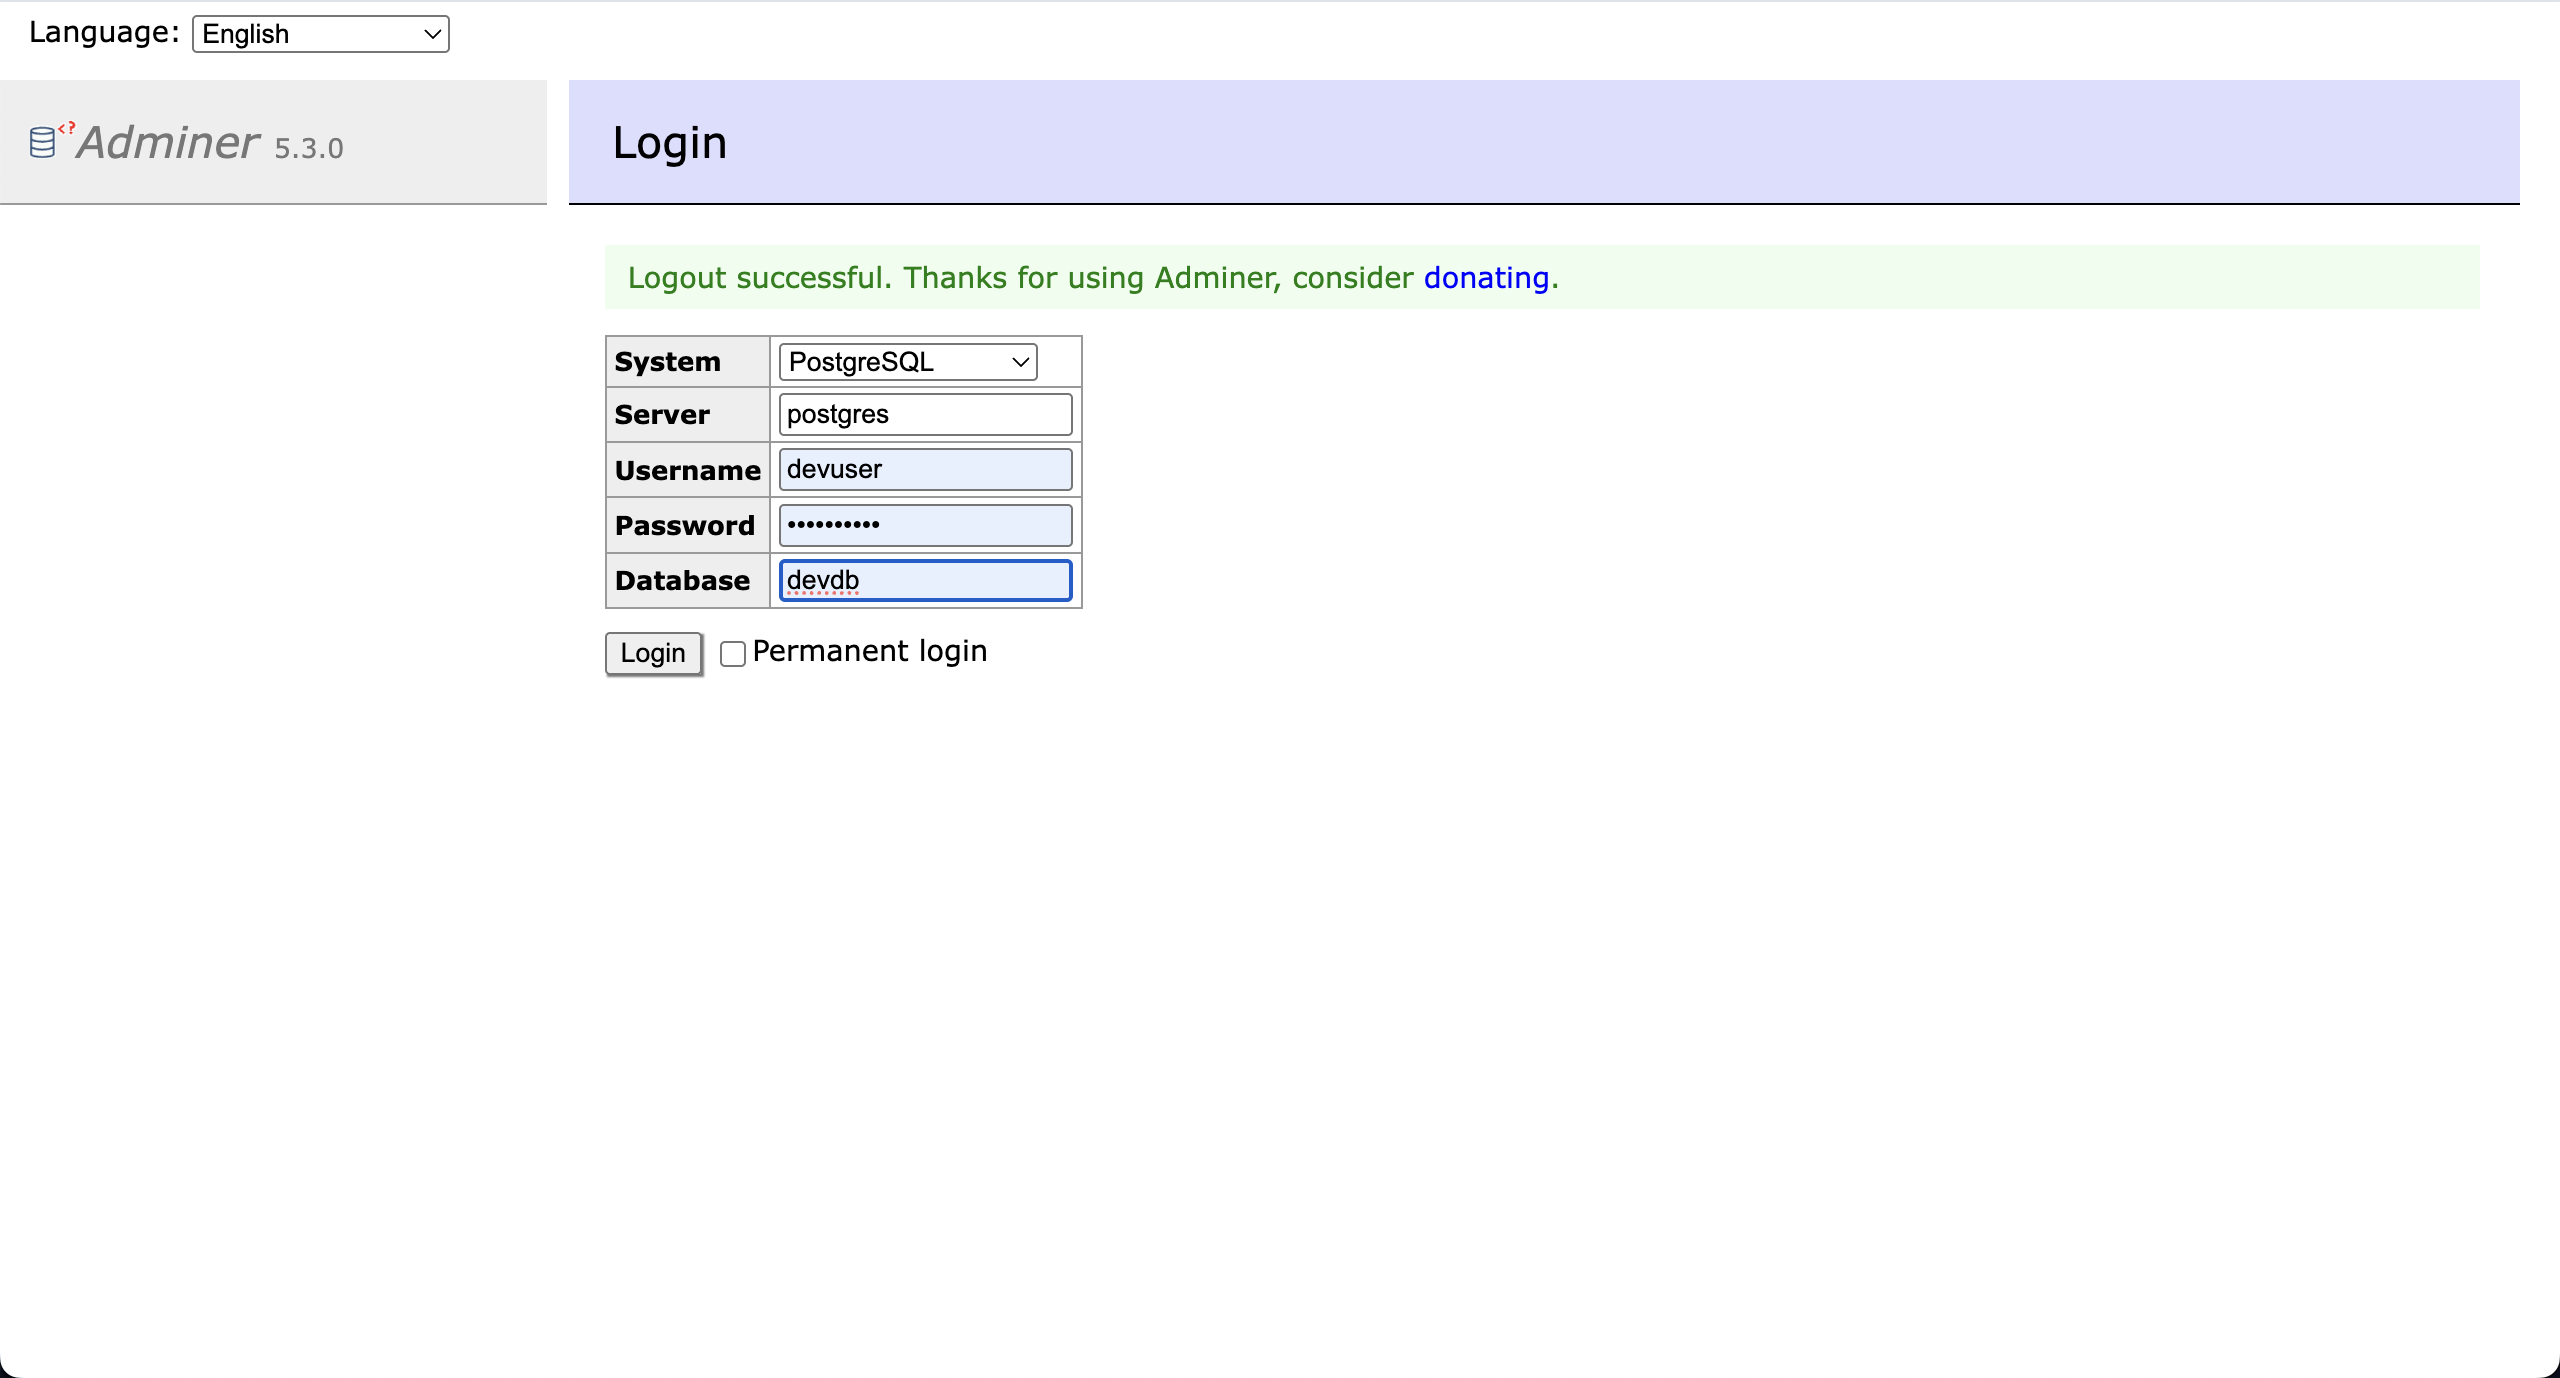 Language: English
<? Adminer 5.3.0
Login
Logout successful. Thanks for using Adminer, consider donating.
System PostgreSQL
Server postgres
Username devuser
Password ••••••••••
Database devdb
Login Permanent login